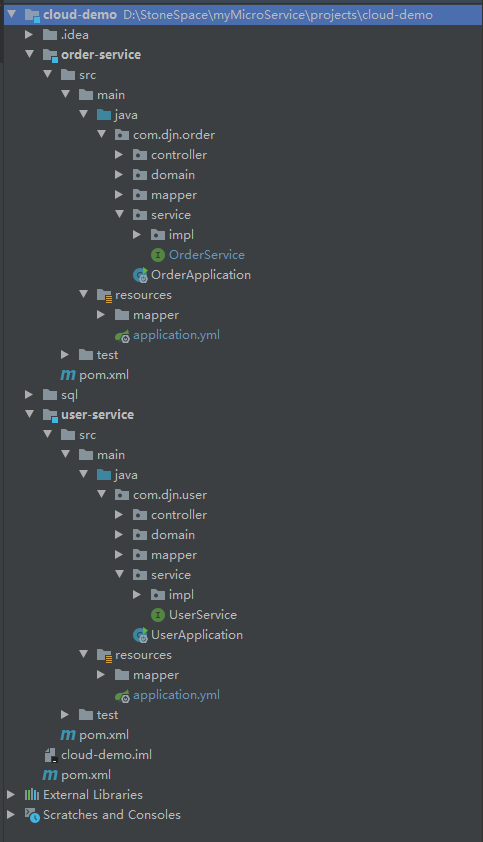 cloud-demo D:\StoneSpace\myMicroService\projects\cloud-demo
.idea
order-service
src
main
java
com.djn.order
controller
domain
mapper
service
impl
OrderService
OrderApplication
resources
mapper
application.yml
test
pom.xml
sql
user-service
src
main
java
com.djn.user
controller
domain
mapper
service
impl
UserService
UserApplication
resources
mapper
application.yml
test
pom.xml
cloud-demo.iml
pom.xml
External Libraries
Scratches and Consoles